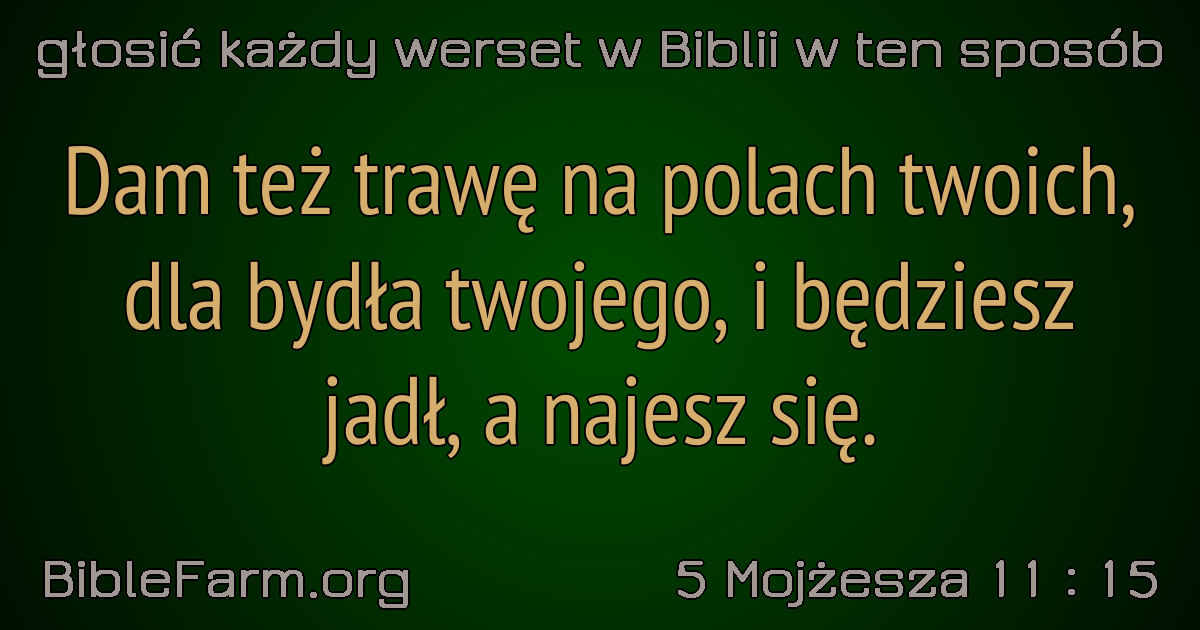 głosić każdy werset w Biblii w ten sposób
Dam też trawę na polach twoich,
dla bydła twojego, i będziesz
jadł, a najesz się.
BibleFarm.org
5 Mojżesza 11 : 15